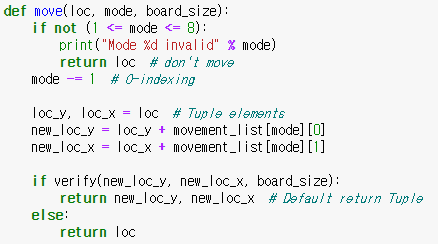 def move(loc, mode, board_size):
    if not (1 <= mode <= 8):
        print("Mode %d invalid" % mode)
        return loc  # don't move
    mode -= 1  # 0-indexing

    loc_y, loc_x = loc  # Tuple elements
    new_loc_y = loc_y + movement_list[mode][0]
    new_loc_x = loc_x + movement_list[mode][1]

    if verify(new_loc_y, new_loc_x, board_size):
        return new_loc_y, new_loc_x  # Default return Tuple
    else:
        return loc